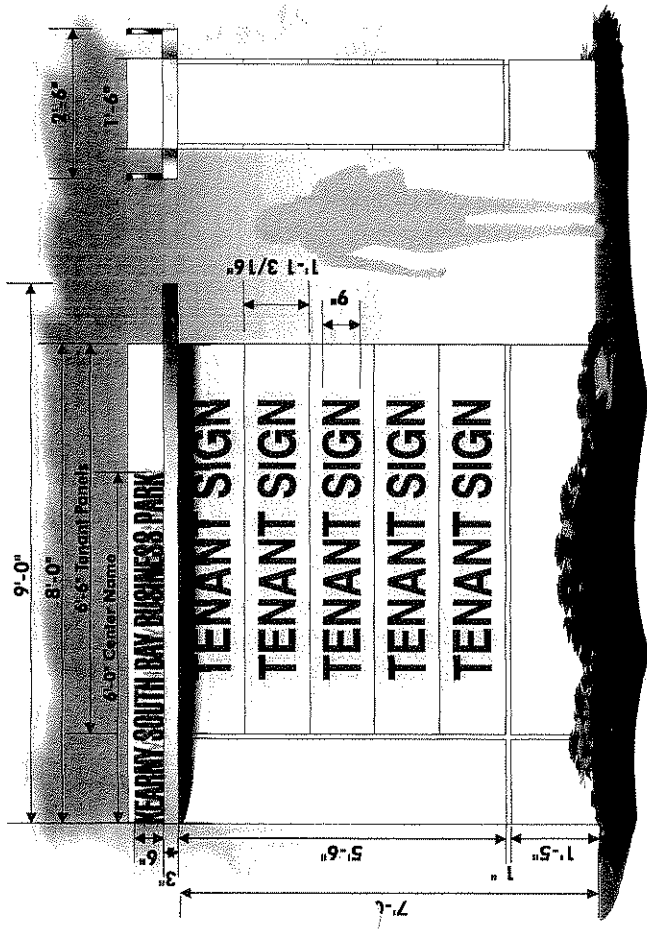 9'-0"
8'-0"
6'-6" Tenant Panels
6'-0" Center Name
2'-6"
1'-6"
KEARNY SOUTH BAY BUSINESS PARK
6"
3"
TENANT SIGN
TENANT SIGN
TENANT SIGN
TENANT SIGN
TENANT SIGN
1'-1 3/16"
9"
5'-6"
1"
1'-5"